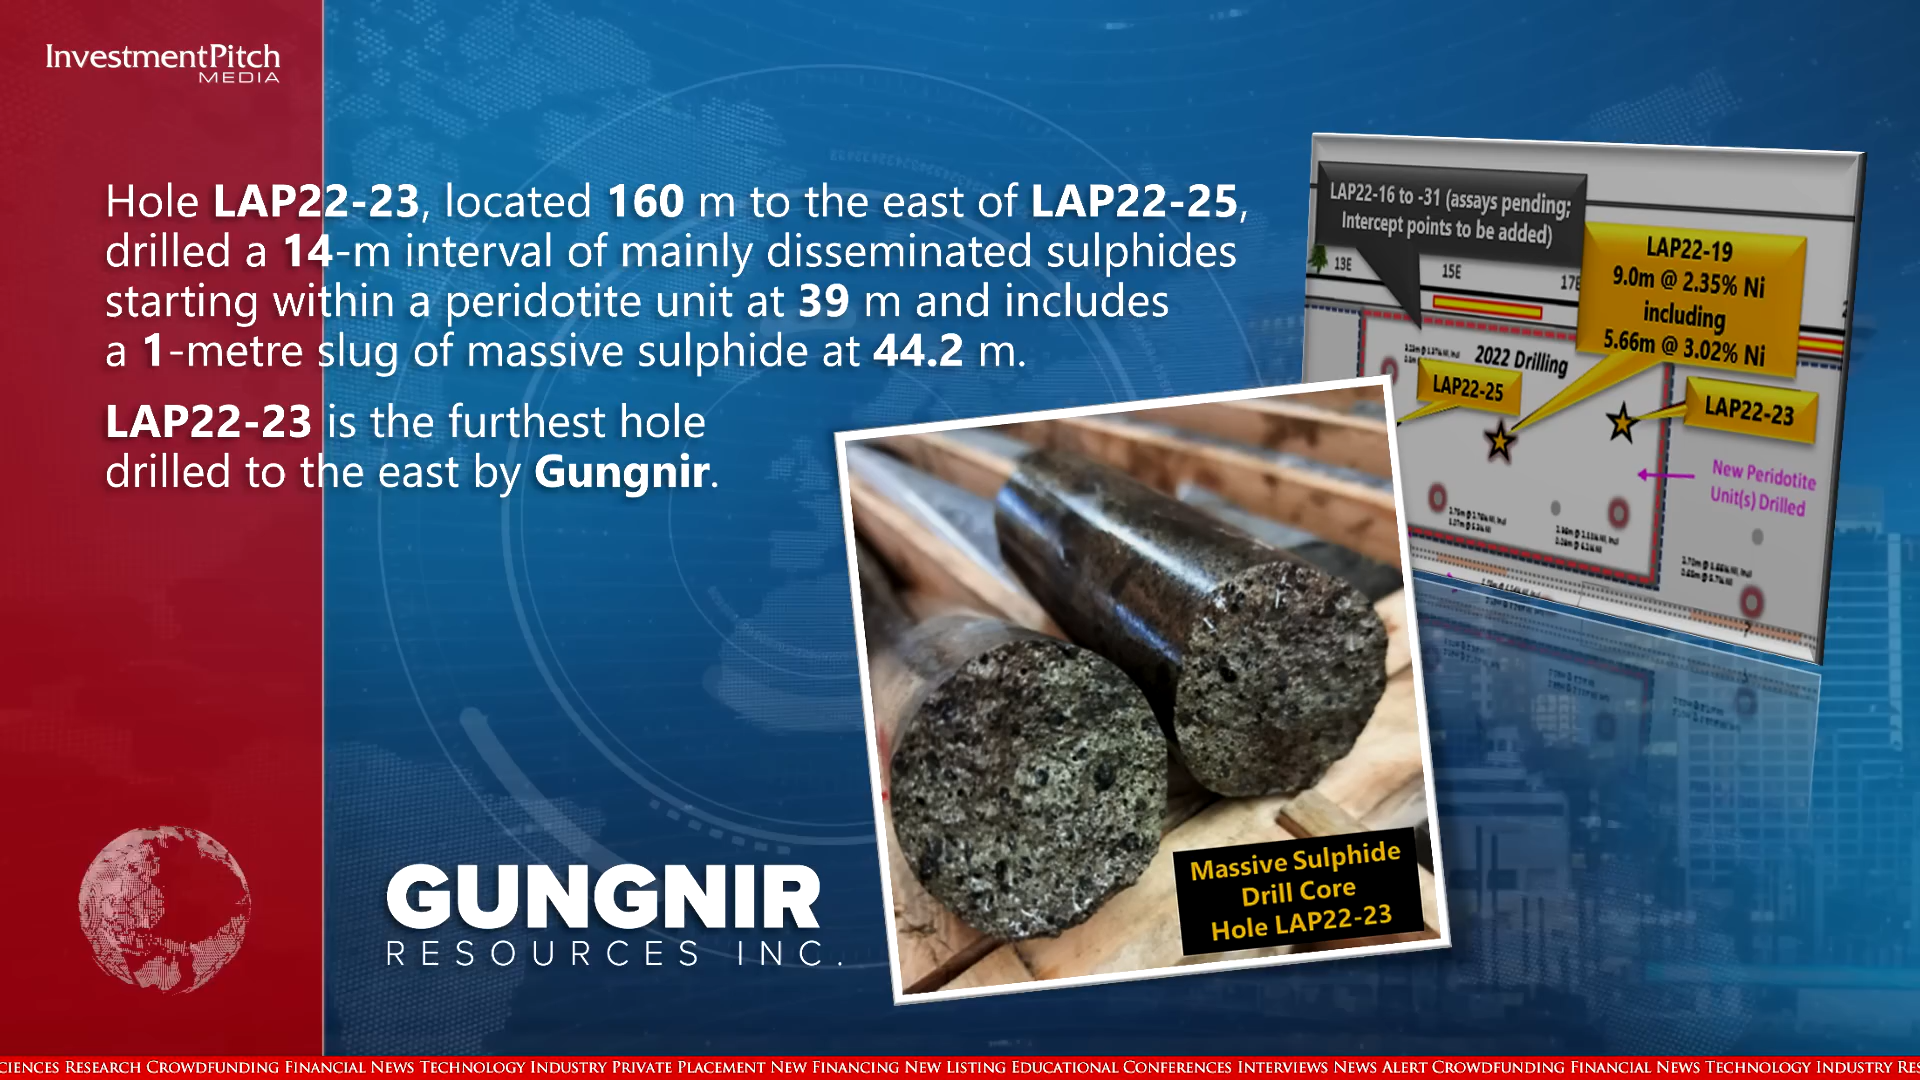 InvestmentPitch
MEDIA
Hole LAP22-23, located 160 m to the east of LAP22-25,
drilled a 14-m interval of mainly disseminated sulphides
starting within a peridotite unit at 39 m and includes
a 1-metre slug of massive sulphide at 44.2 m.
LAP22-23 is the furthest hole
drilled to the east by Gungnir.
LAP22-16 to -31 (assays pending;
Intercept points to be added)
LAP22-19
9.0m @ 2.35% Ni
including
5.66m @ 3.02% Ni
13E
15E
2022 Drilling
LAP22-25
LAP22-23
New Peridotite
Unit(s) Drilled
Massive Sulphide
Drill Core
Hole LAP22-23
GUNGNIR
RESOURCES INC.
CIENCES RESEARCH CROWDFUNDING FINANCIAL NEWS TECHNOLOGY INDUSTRY PRIVATE PLACEMENT NEW FINANCING NEW LISTING EDUCATIONAL CONFERENCES INTERVIEWS NEWS ALERT CROWDFUNDING FINANCIAL NEWS TECHNOLOGY INDUSTRY RES